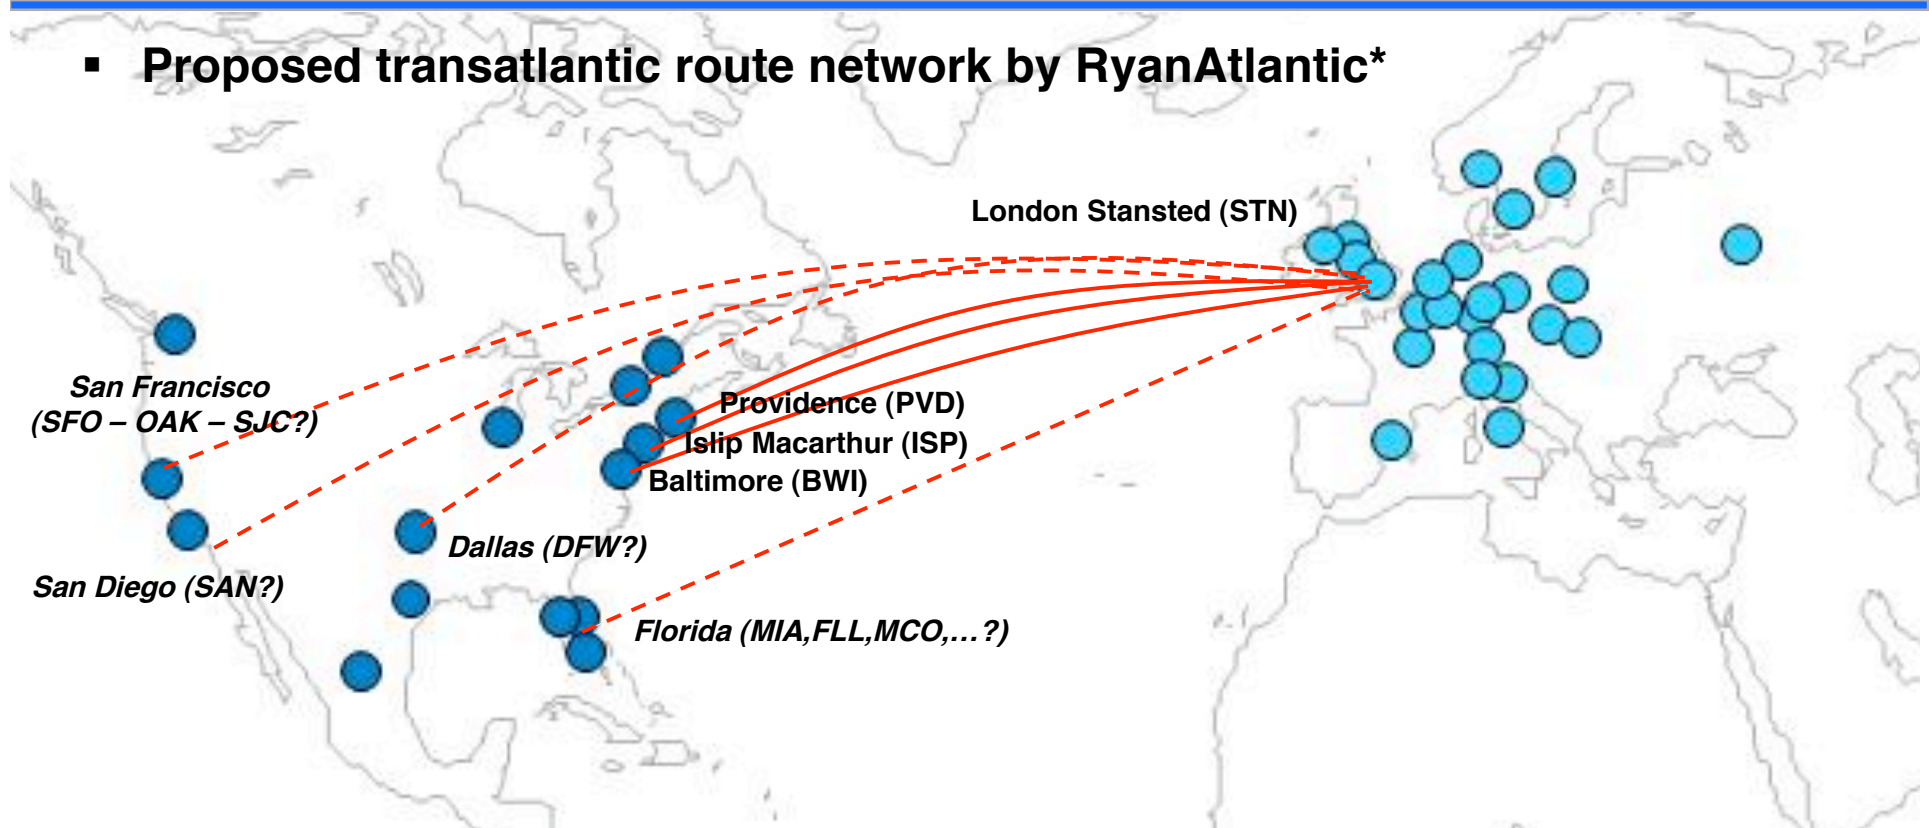 ▪ Proposed transatlantic route network by RyanAtlantic*
London Stansted (STN)
San Francisco
(SFO – OAK – SJC?)
Providence (PVD)
Islip Macarthur (ISP)
Baltimore (BWI)
Dallas (DFW?)
San Diego (SAN?)
Florida (MIA,FLL,MCO,…?)